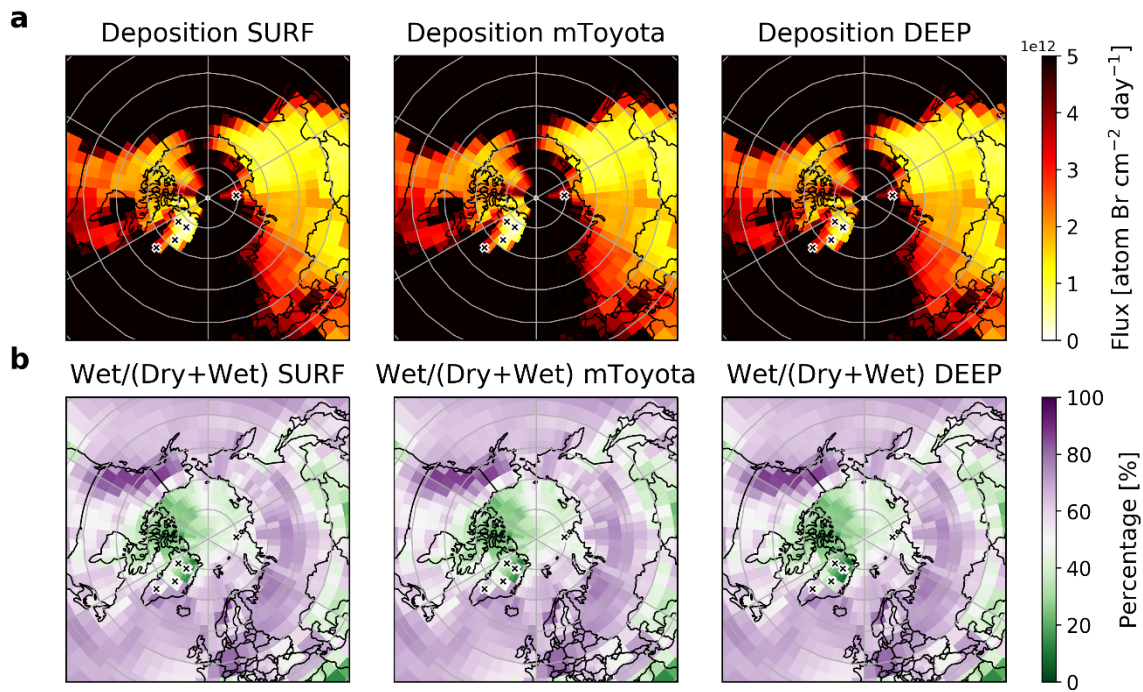 a
Deposition SURF
Deposition mToyota
Deposition DEEP
1e12
5
4
3
2
1
0
Flux [atom Br cm⁻² day⁻¹]
b
Wet/(Dry+Wet) SURF
Wet/(Dry+Wet) mToyota
Wet/(Dry+Wet) DEEP
100
80
60
40
20
0
Percentage [%]